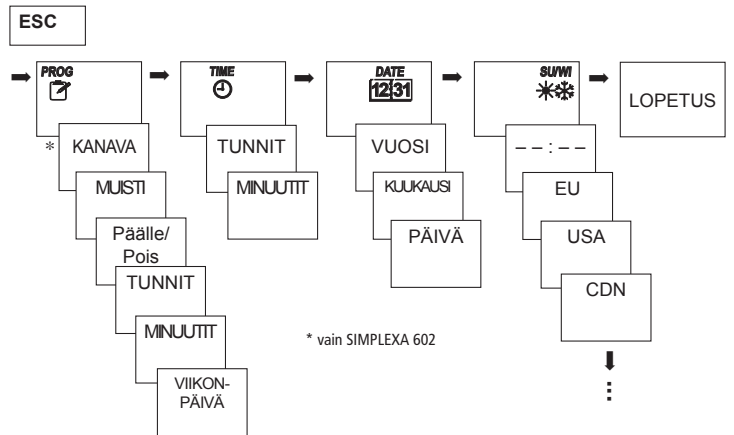 ESC
PROG
TIME
DATE
12 31
SU/WI
LOPETUS
* KANAVA
MUISTI
Päälle/
Pois
TUNNIT
MINUUTIT
VIIKON-
PÄIVÄ
TUNNIT
MINUUTIT
VUOSI
KUUKAUSI
PÄIVÄ
– – : – –
EU
USA
CDN
* vain SIMPLEXA 602